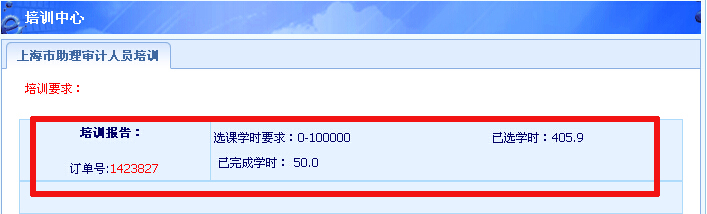 培训中心
上海市助理审计人员培训
培训要求：
培训报告：
选课学时要求：0-100000
已选学时：405.9
订单号:1423827
已完成学时： 50.0